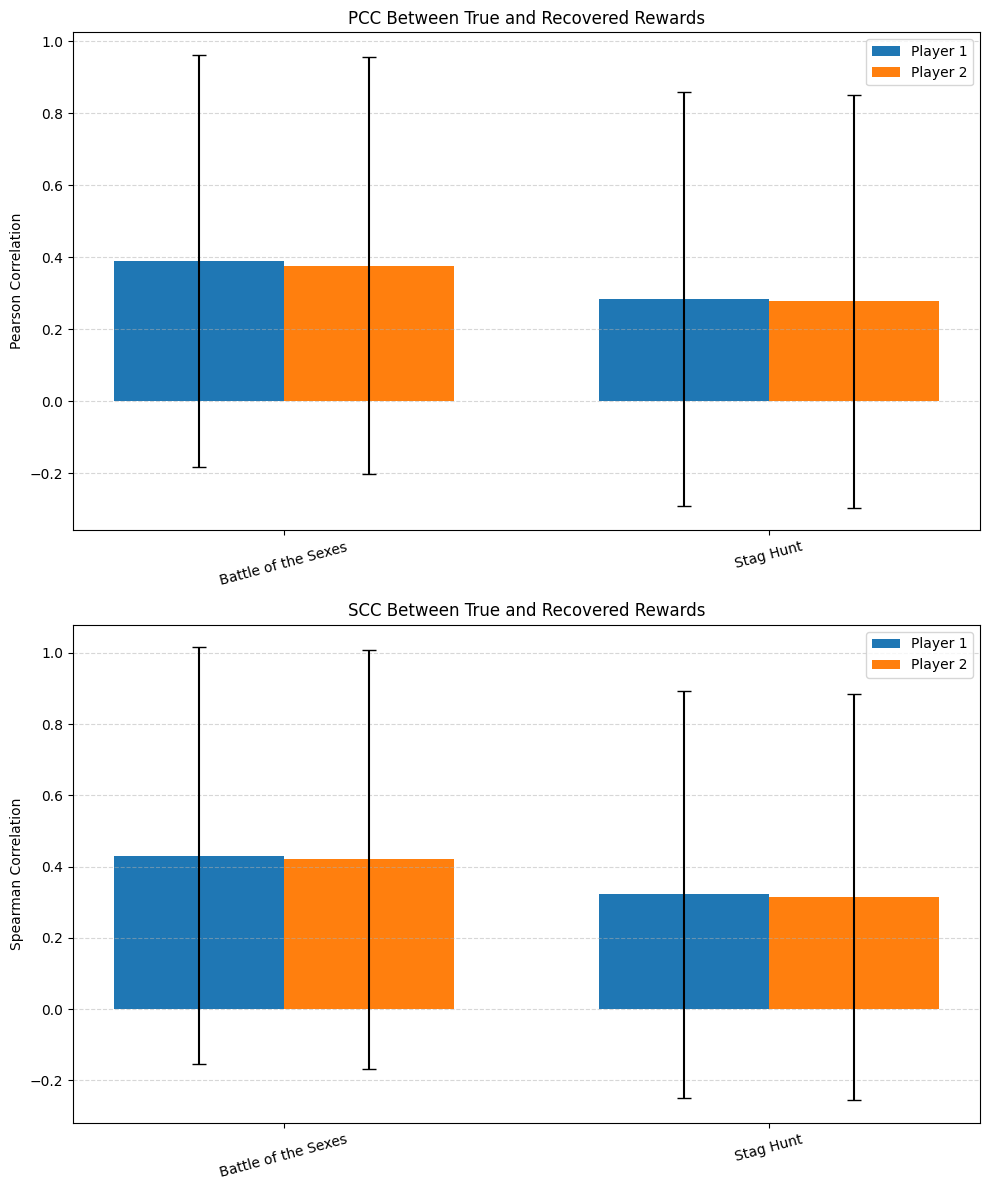 PCC Between True and Recovered Rewards
Player 1
Player 2
Pearson Correlation
1.0
0.8
0.6
0.4
0.2
0.0
−0.2
Battle of the Sexes
Stag Hunt
SCC Between True and Recovered Rewards
Player 1
Player 2
Spearman Correlation
1.0
0.8
0.6
0.4
0.2
0.0
−0.2
Battle of the Sexes
Stag Hunt